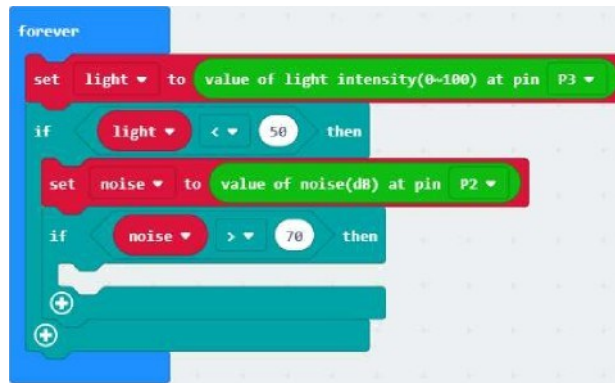 forever
set light to value of light intensity(0~100) at pin P3
if light < 50 then
set noise to value of noise(dB) at pin P2
if noise > 70 then